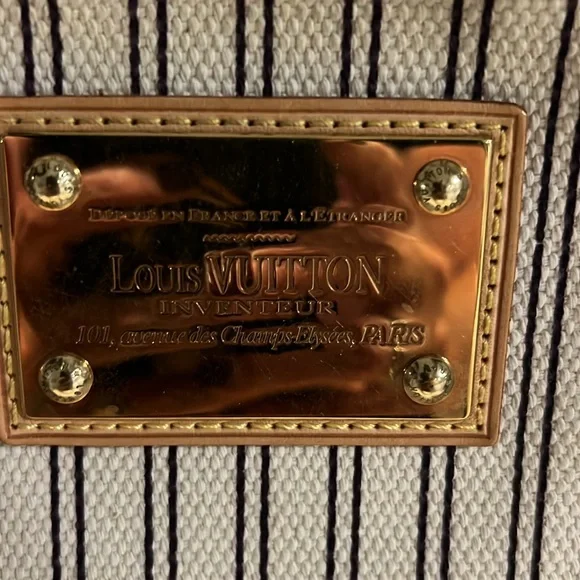 DÉPOSÉ EN FRANCE ET À L'ÉTRANGER
LOUIS VUITTON
INVENTEUR
101, avenue des Champs-Elysées, PARIS